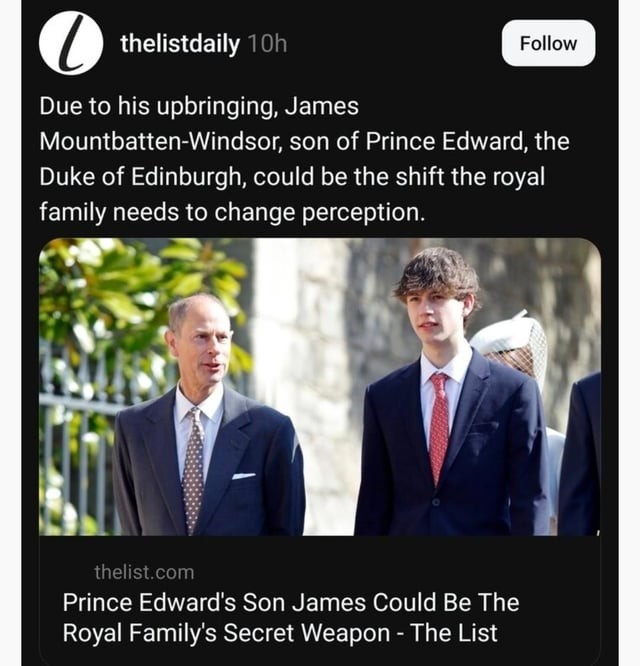 l
thelistdaily 10h
Follow
Due to his upbringing, James
Mountbatten-Windsor, son of Prince Edward, the
Duke of Edinburgh, could be the shift the royal
family needs to change perception.
thelist.com
Prince Edward's Son James Could Be The
Royal Family's Secret Weapon - The List